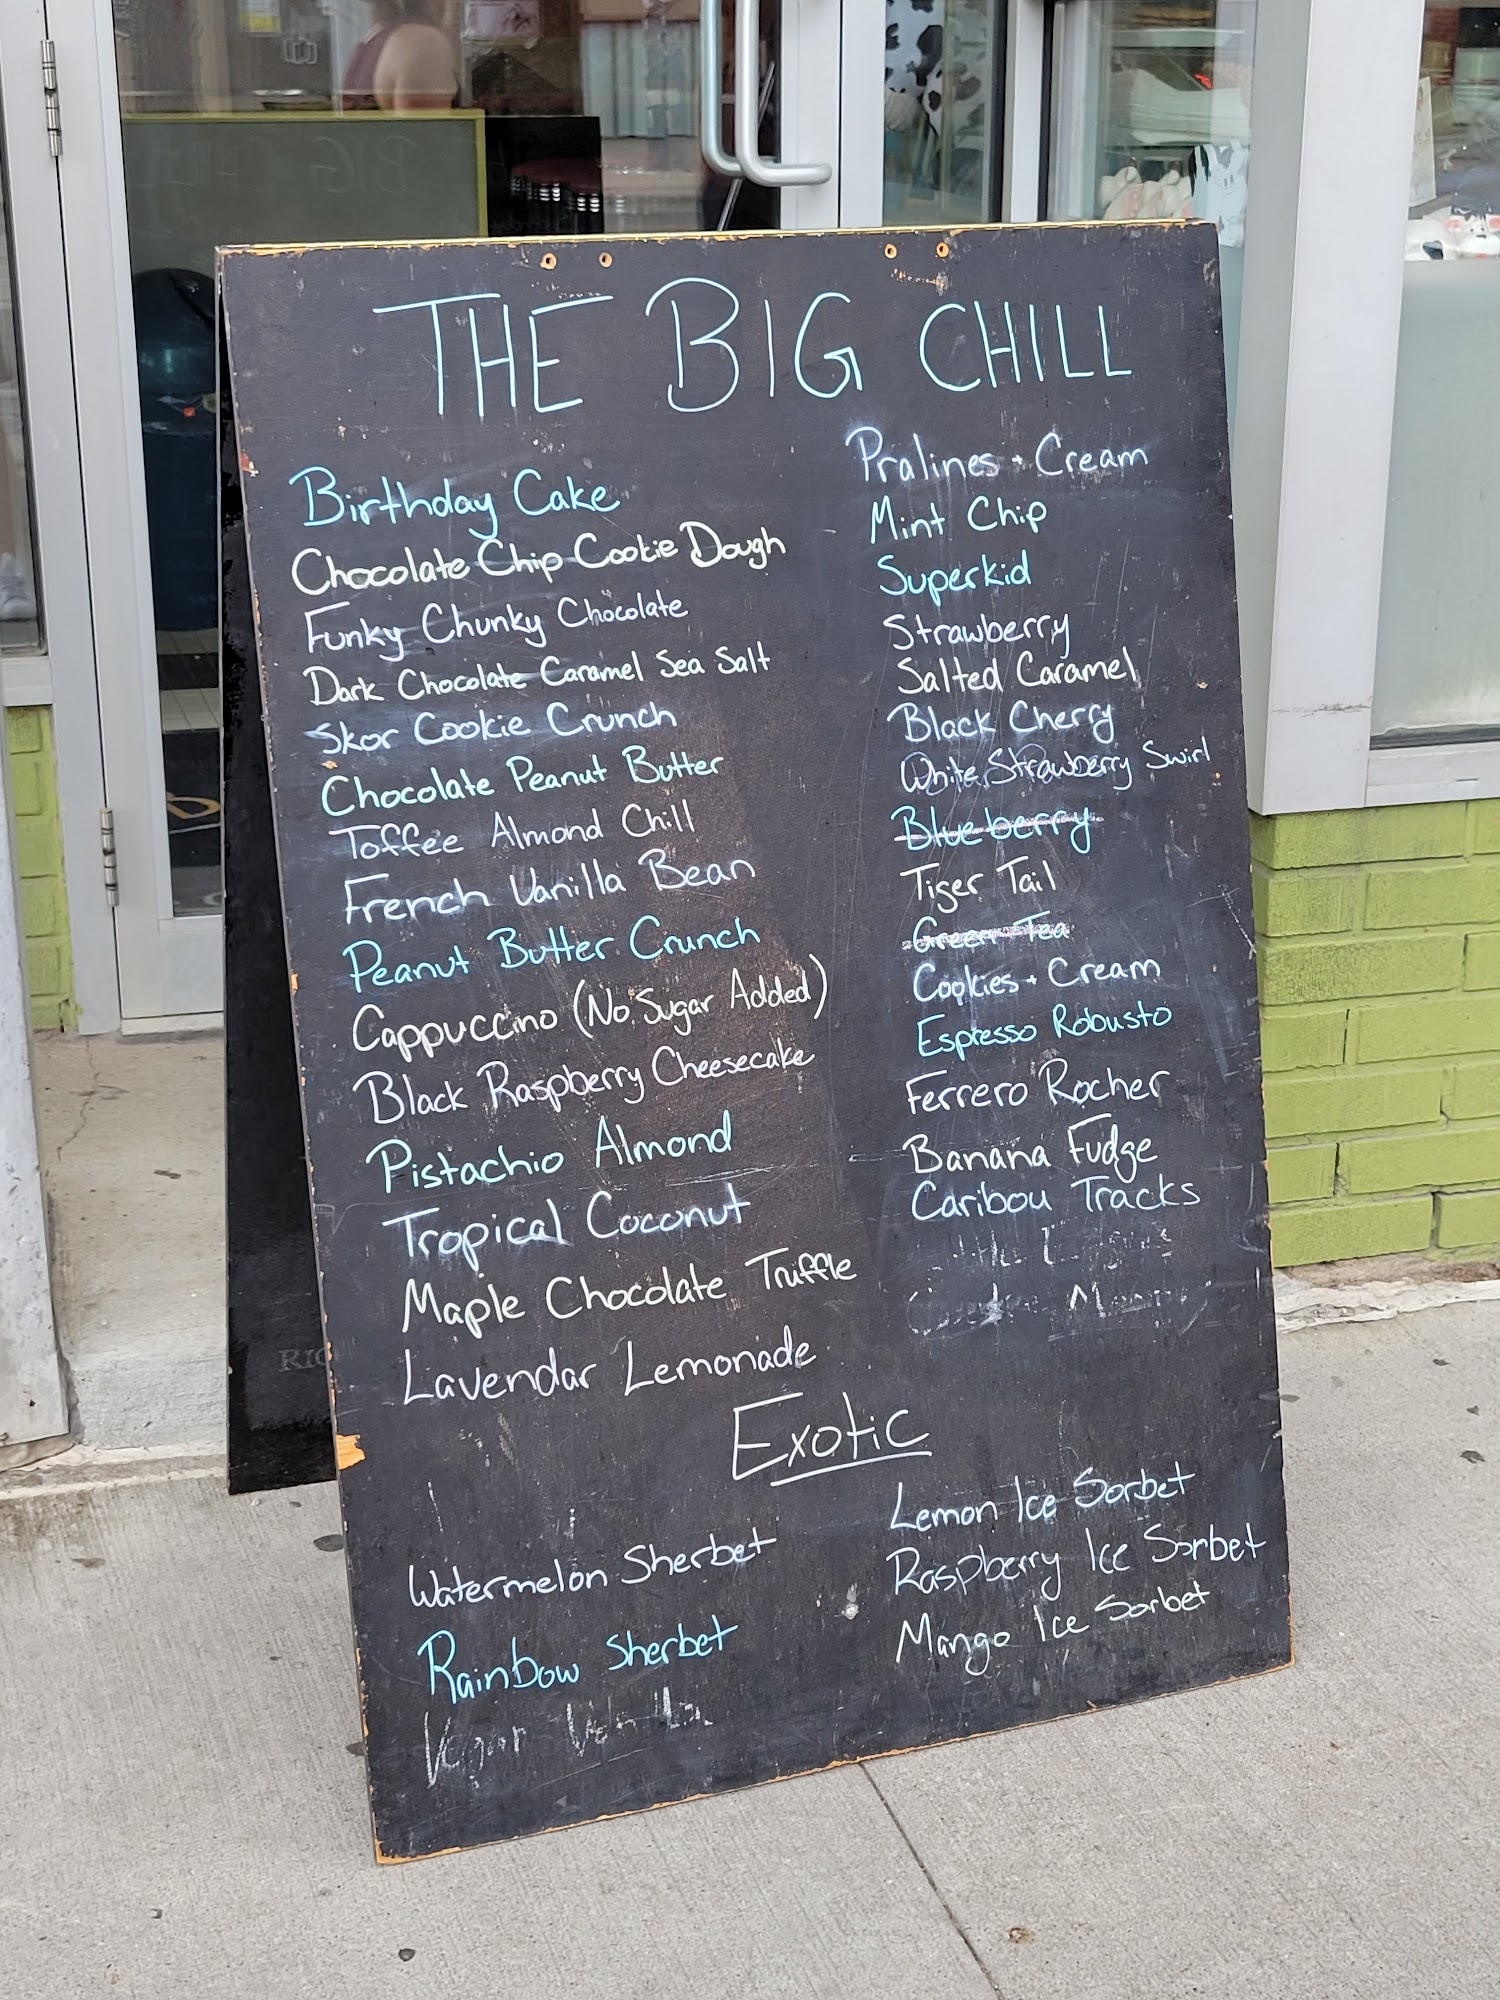 THE BIG CHILL
Birthday Cake
Chocolate Chip Cookie Dough
Funky Chunky Chocolate
Dark Chocolate Caramel Sea Salt
Skor Cookie Crunch
Chocolate Peanut Butter
Toffee Almond Chill
French Vanilla Bean
Peanut Butter Crunch
Cappuccino (No Sugar Added)
Black Raspberry Cheesecake
Pistachio Almond
Tropical Coconut
Maple Chocolate Truffle
Lavendar Lemonade
Pralines + Cream
Mint Chip
Superkid
Strawberry
Salted Caramel
Black Cherry
White Strawberry Swirl
Blueberry
Tiger Tail
Green Tea
Cookies + Cream
Espresso Robusto
Ferrero Rocher
Banana Fudge
Caribou Tracks
Exotic
Watermelon Sherbet
Rainbow Sherbet
Vegan Vanilla
Lemon Ice Sorbet
Raspberry Ice Sorbet
Mango Ice Sorbet